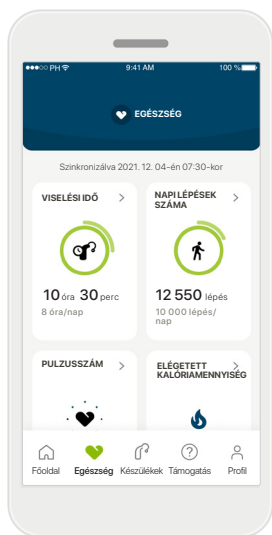 PH 9:41 AM 100 %
EGÉSZSÉG
Szinkronizálva 2021. 12. 04-én 07:30-kor
VISELÉSI IDŐ
10 óra 30 perc
8 óra/nap
NAPI LÉPÉSEK
SZÁMA
12 550 lépés
10 000 lépés/
nap
PULZUSSZÁM
ELÉGETETT
KALÓRIAMENNYISÉG
Főoldal Egészség Készülékek Támogatás Profil